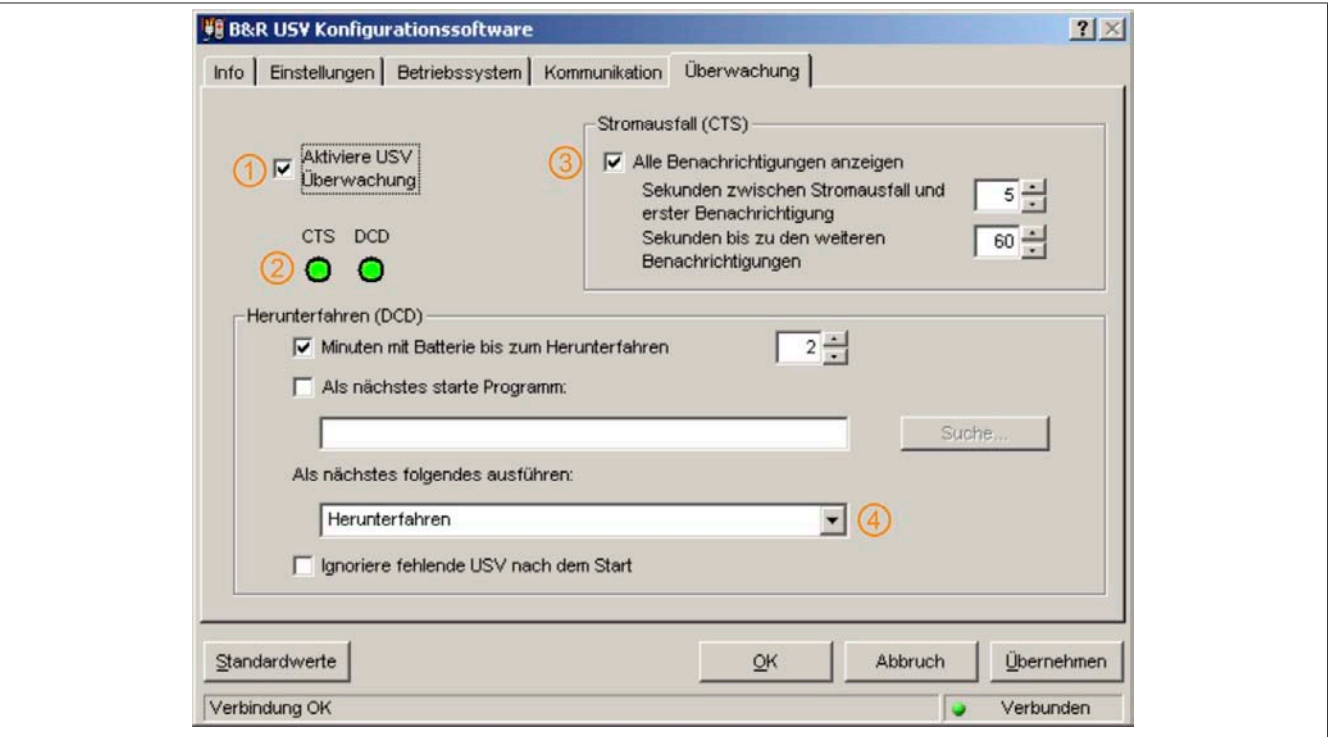 B&R USV Konfigurationssoftware
Info Einstellungen Betriebssystem Kommunikation Überwachung
1 Aktiviere USV
Überwachung
CTS DCD
2
Stromausfall (CTS)
3 Alle Benachrichtigungen anzeigen
Sekunden zwischen Stromausfall und
erster Benachrichtigung 5
Sekunden bis zu den weiteren
Benachrichtigungen 60
Herunterfahren (DCD)
Minuten mit Batterie bis zum Herunterfahren 2
Als nächstes starte Programm:
Suche...
Als nächstes folgendes ausführen:
Herunterfahren 4
Ignoriere fehlende USV nach dem Start
Standardwerte OK Abbruch Übernehmen
Verbindung OK Verbunden